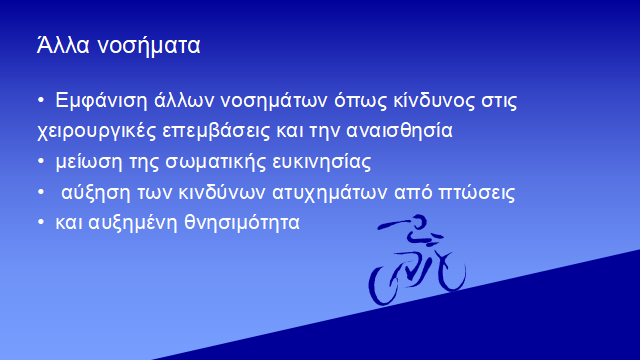 Άλλα νοσήματα
• Εμφάνιση άλλων νοσημάτων όπως κίνδυνος στις
χειρουργικές επεμβάσεις και την αναισθησία
• μείωση της σωματικής ευκινησίας
• αύξηση των κινδύνων ατυχημάτων από πτώσεις
• και αυξημένη θνησιμότητα